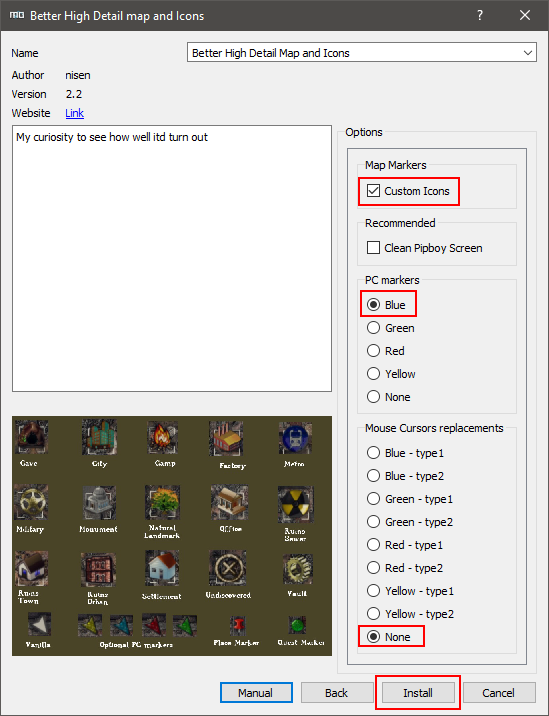 Better High Detail map and Icons
?
Name
Better High Detail Map and Icons
Author nisen
Version 2.2
Website Link
My curiosity to see how well itd turn out
Options
Map Markers
Custom Icons
Recommended
Clean Pipboy Screen
PC markers
Blue
Green
Red
Yellow
None
Mouse Cursors replacements
Blue - type1
Blue - type2
Green - type1
Green - type2
Red - type1
Red - type2
Yellow - type1
Yellow - type2
None
Cave City Camp Factory Metro
Military Monument Natural Landmark Office Ruins Sewer
Ruins Town Ruins Urban Settlement Undiscovered Vault
Vanilla Optional PC markers Place Marker Quest Marker
Manual Back Install Cancel